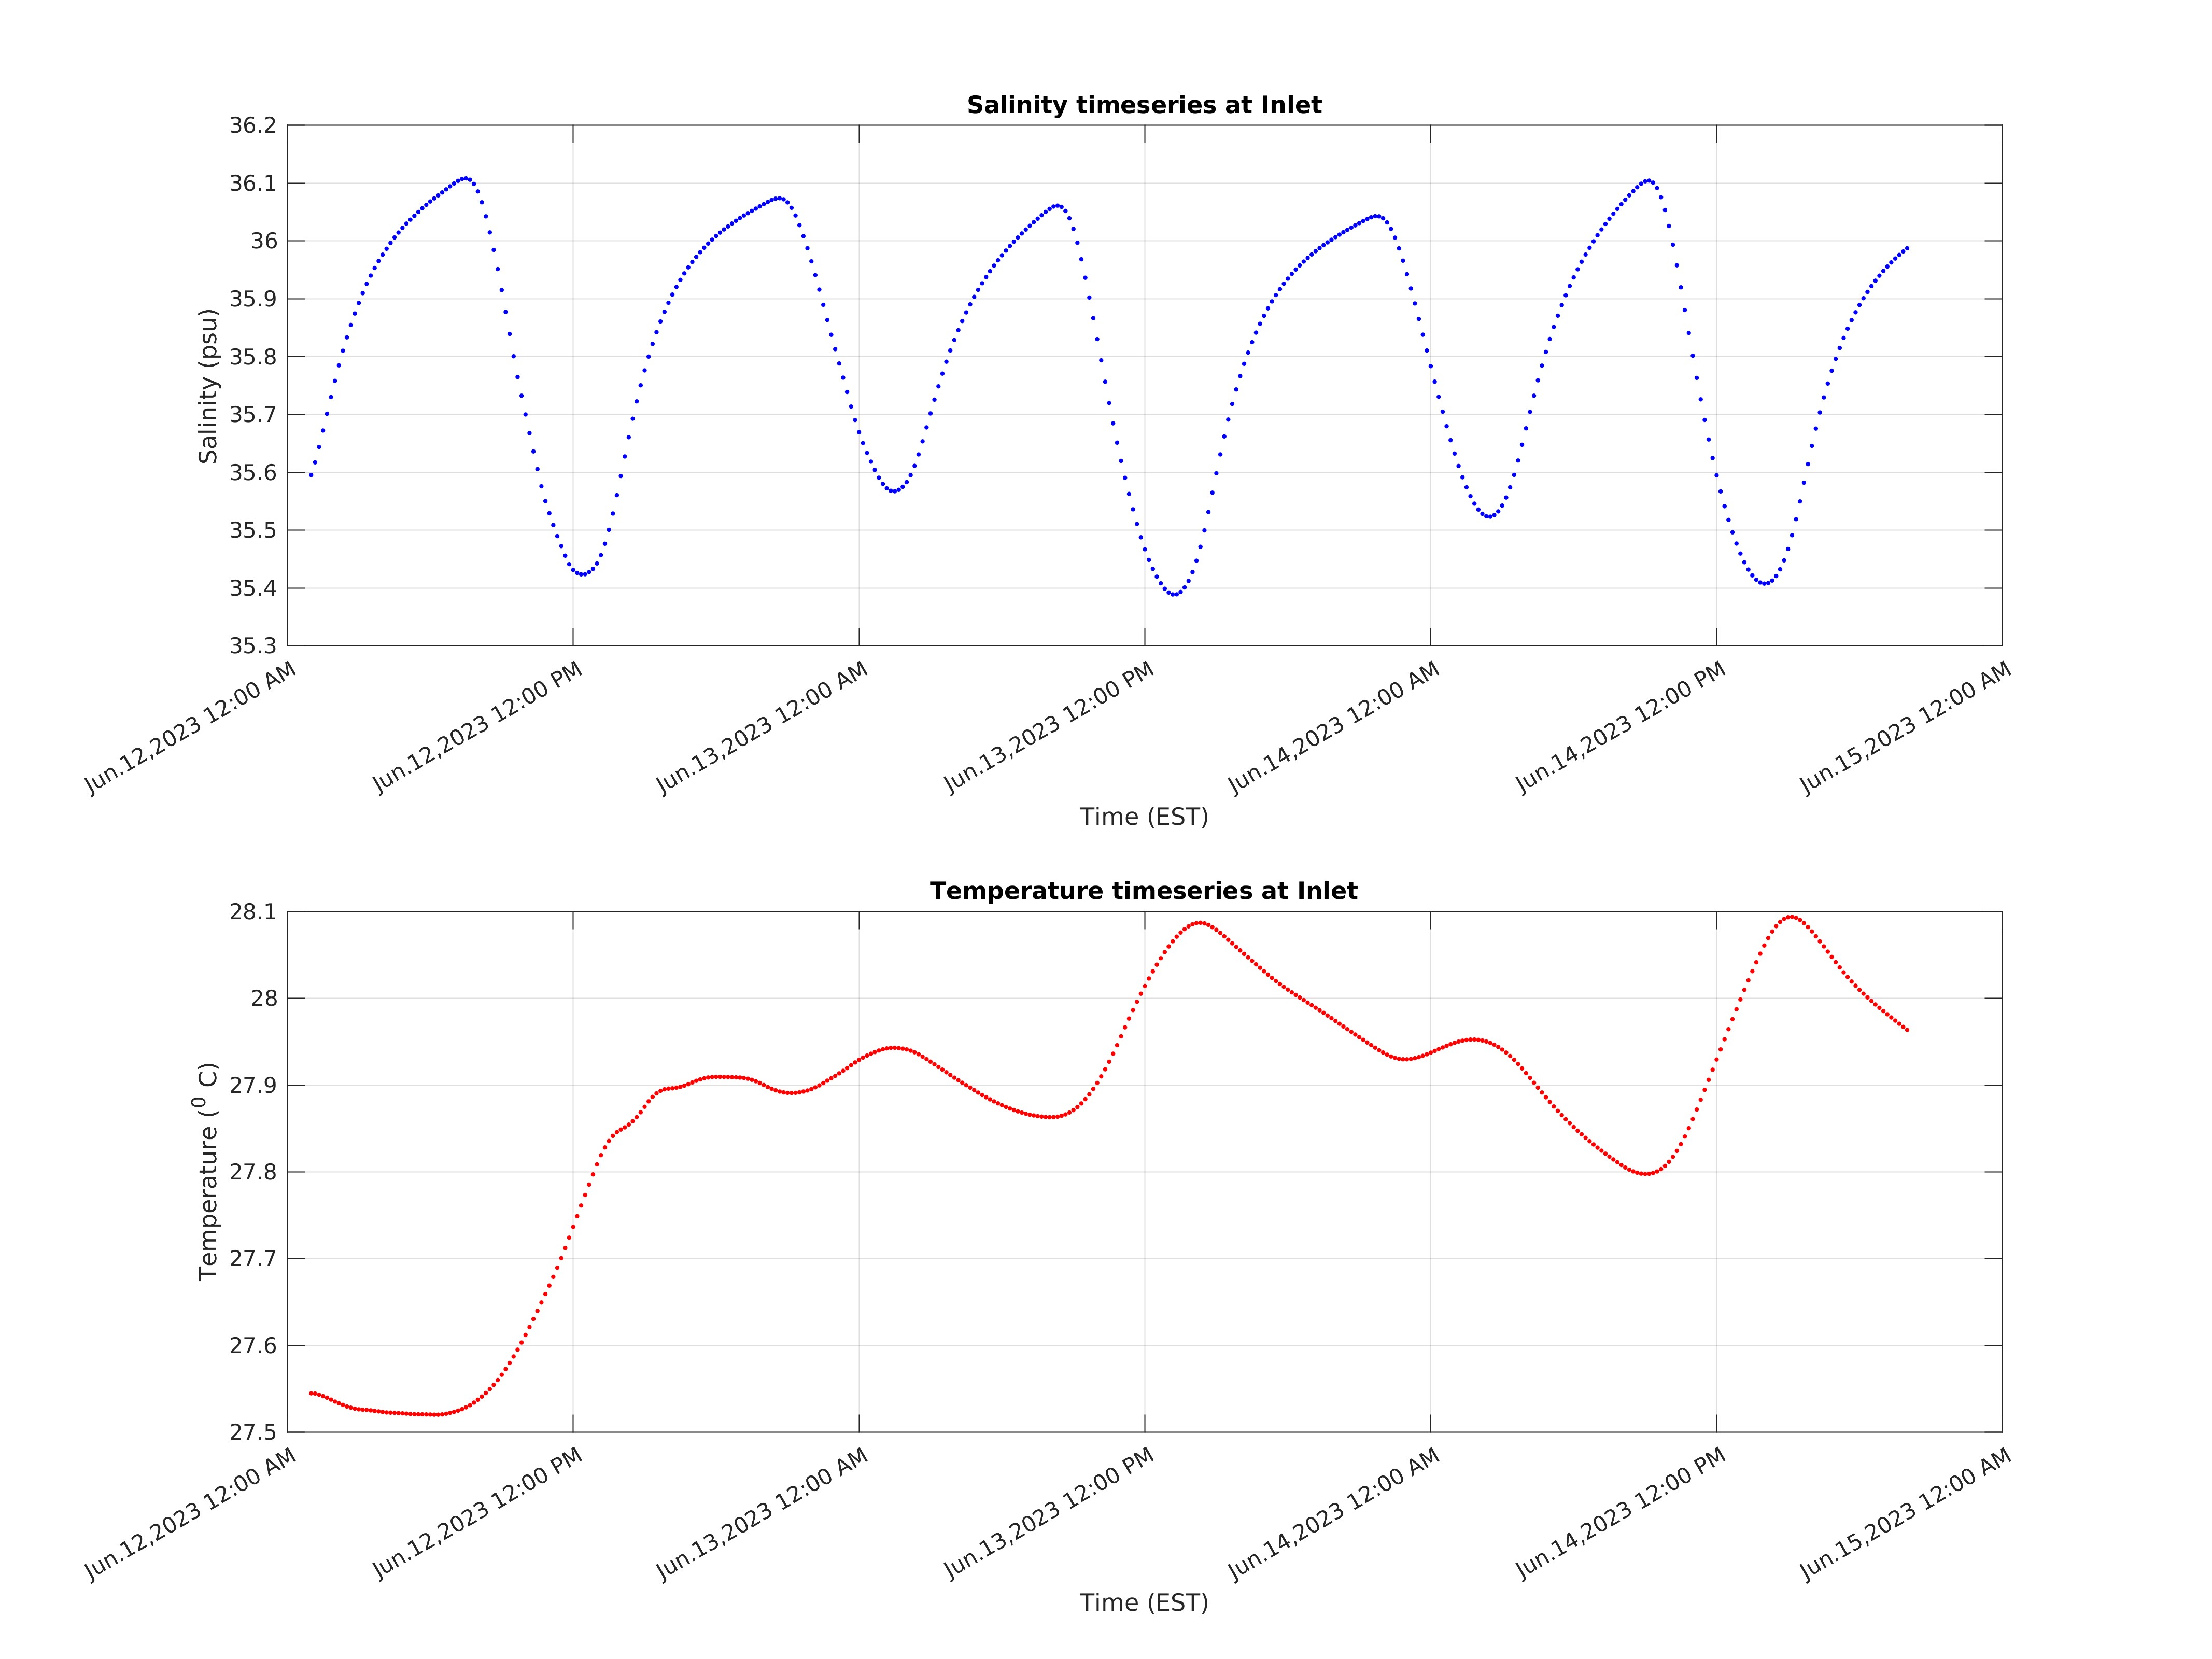 Salinity timeseries at Inlet
36.2
36.1
36
35.9
35.8
35.7
35.6
35.5
35.4
35.3
Salinity (psu)
Jun.12,2023 12:00 AM
Jun.12,2023 12:00 PM
Jun.13,2023 12:00 AM
Jun.13,2023 12:00 PM
Jun.14,2023 12:00 AM
Jun.14,2023 12:00 PM
Jun.15,2023 12:00 AM
Time (EST)
Temperature timeseries at Inlet
28.1
28
27.9
27.8
27.7
27.6
27.5
Temperature (⁰ C)
Jun.12,2023 12:00 AM
Jun.12,2023 12:00 PM
Jun.13,2023 12:00 AM
Jun.13,2023 12:00 PM
Jun.14,2023 12:00 AM
Jun.14,2023 12:00 PM
Jun.15,2023 12:00 AM
Time (EST)